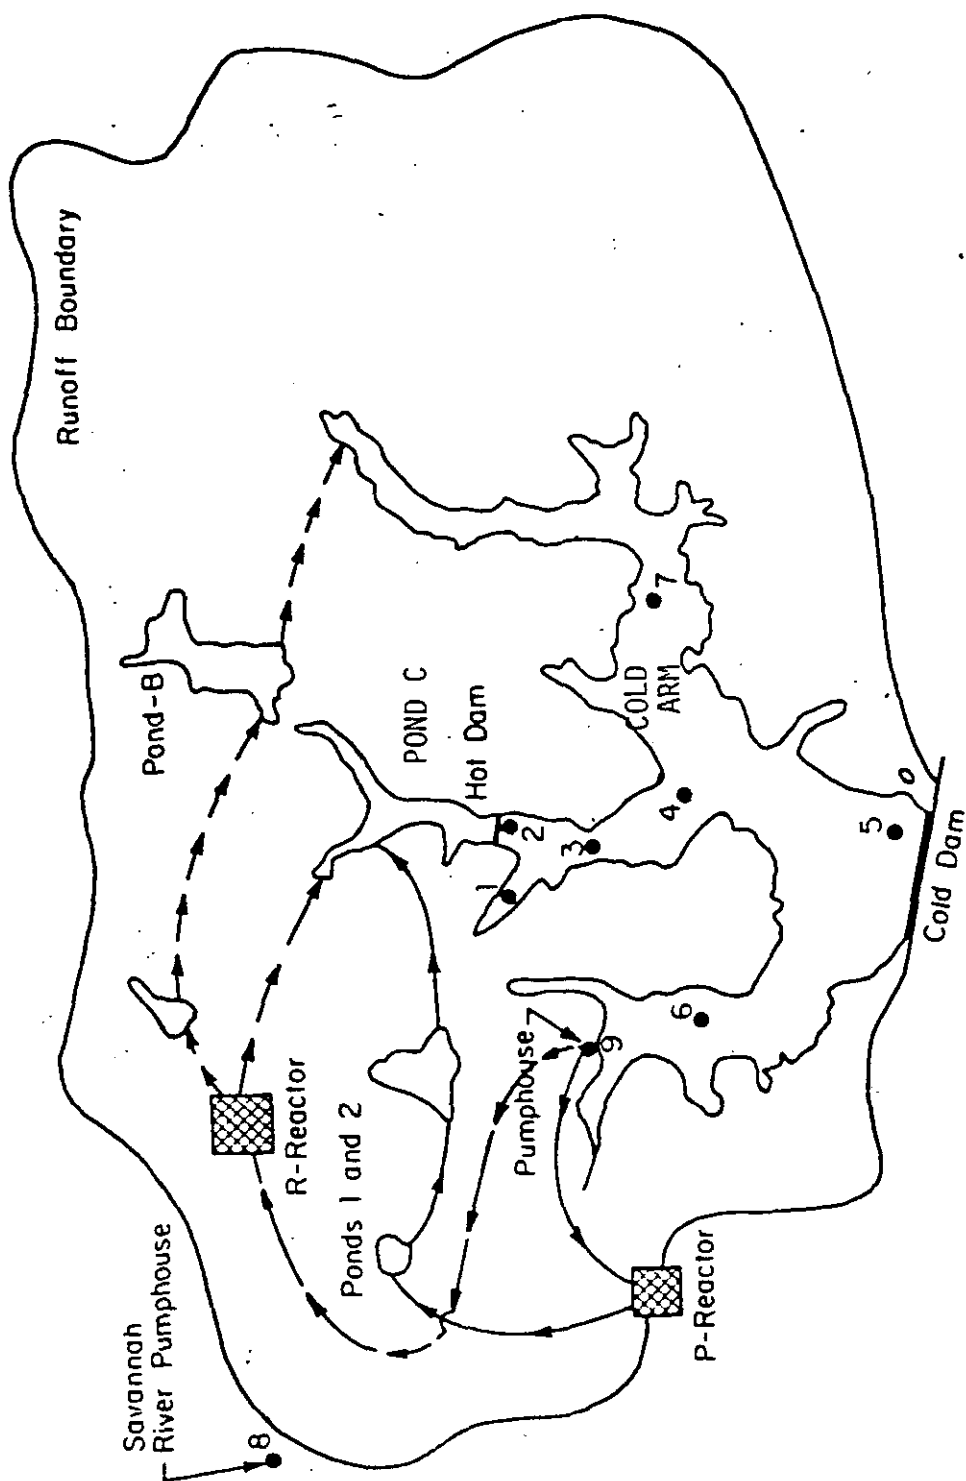 Savannah
River Pumphouse
8
R-Reactor
Ponds 1 and 2
Pumphouse
9
P-Reactor
Runoff Boundary
Pond-B
POND C
Hot Dam
1
2
3
COLD
ARM
4
5
6
7
Cold Dam